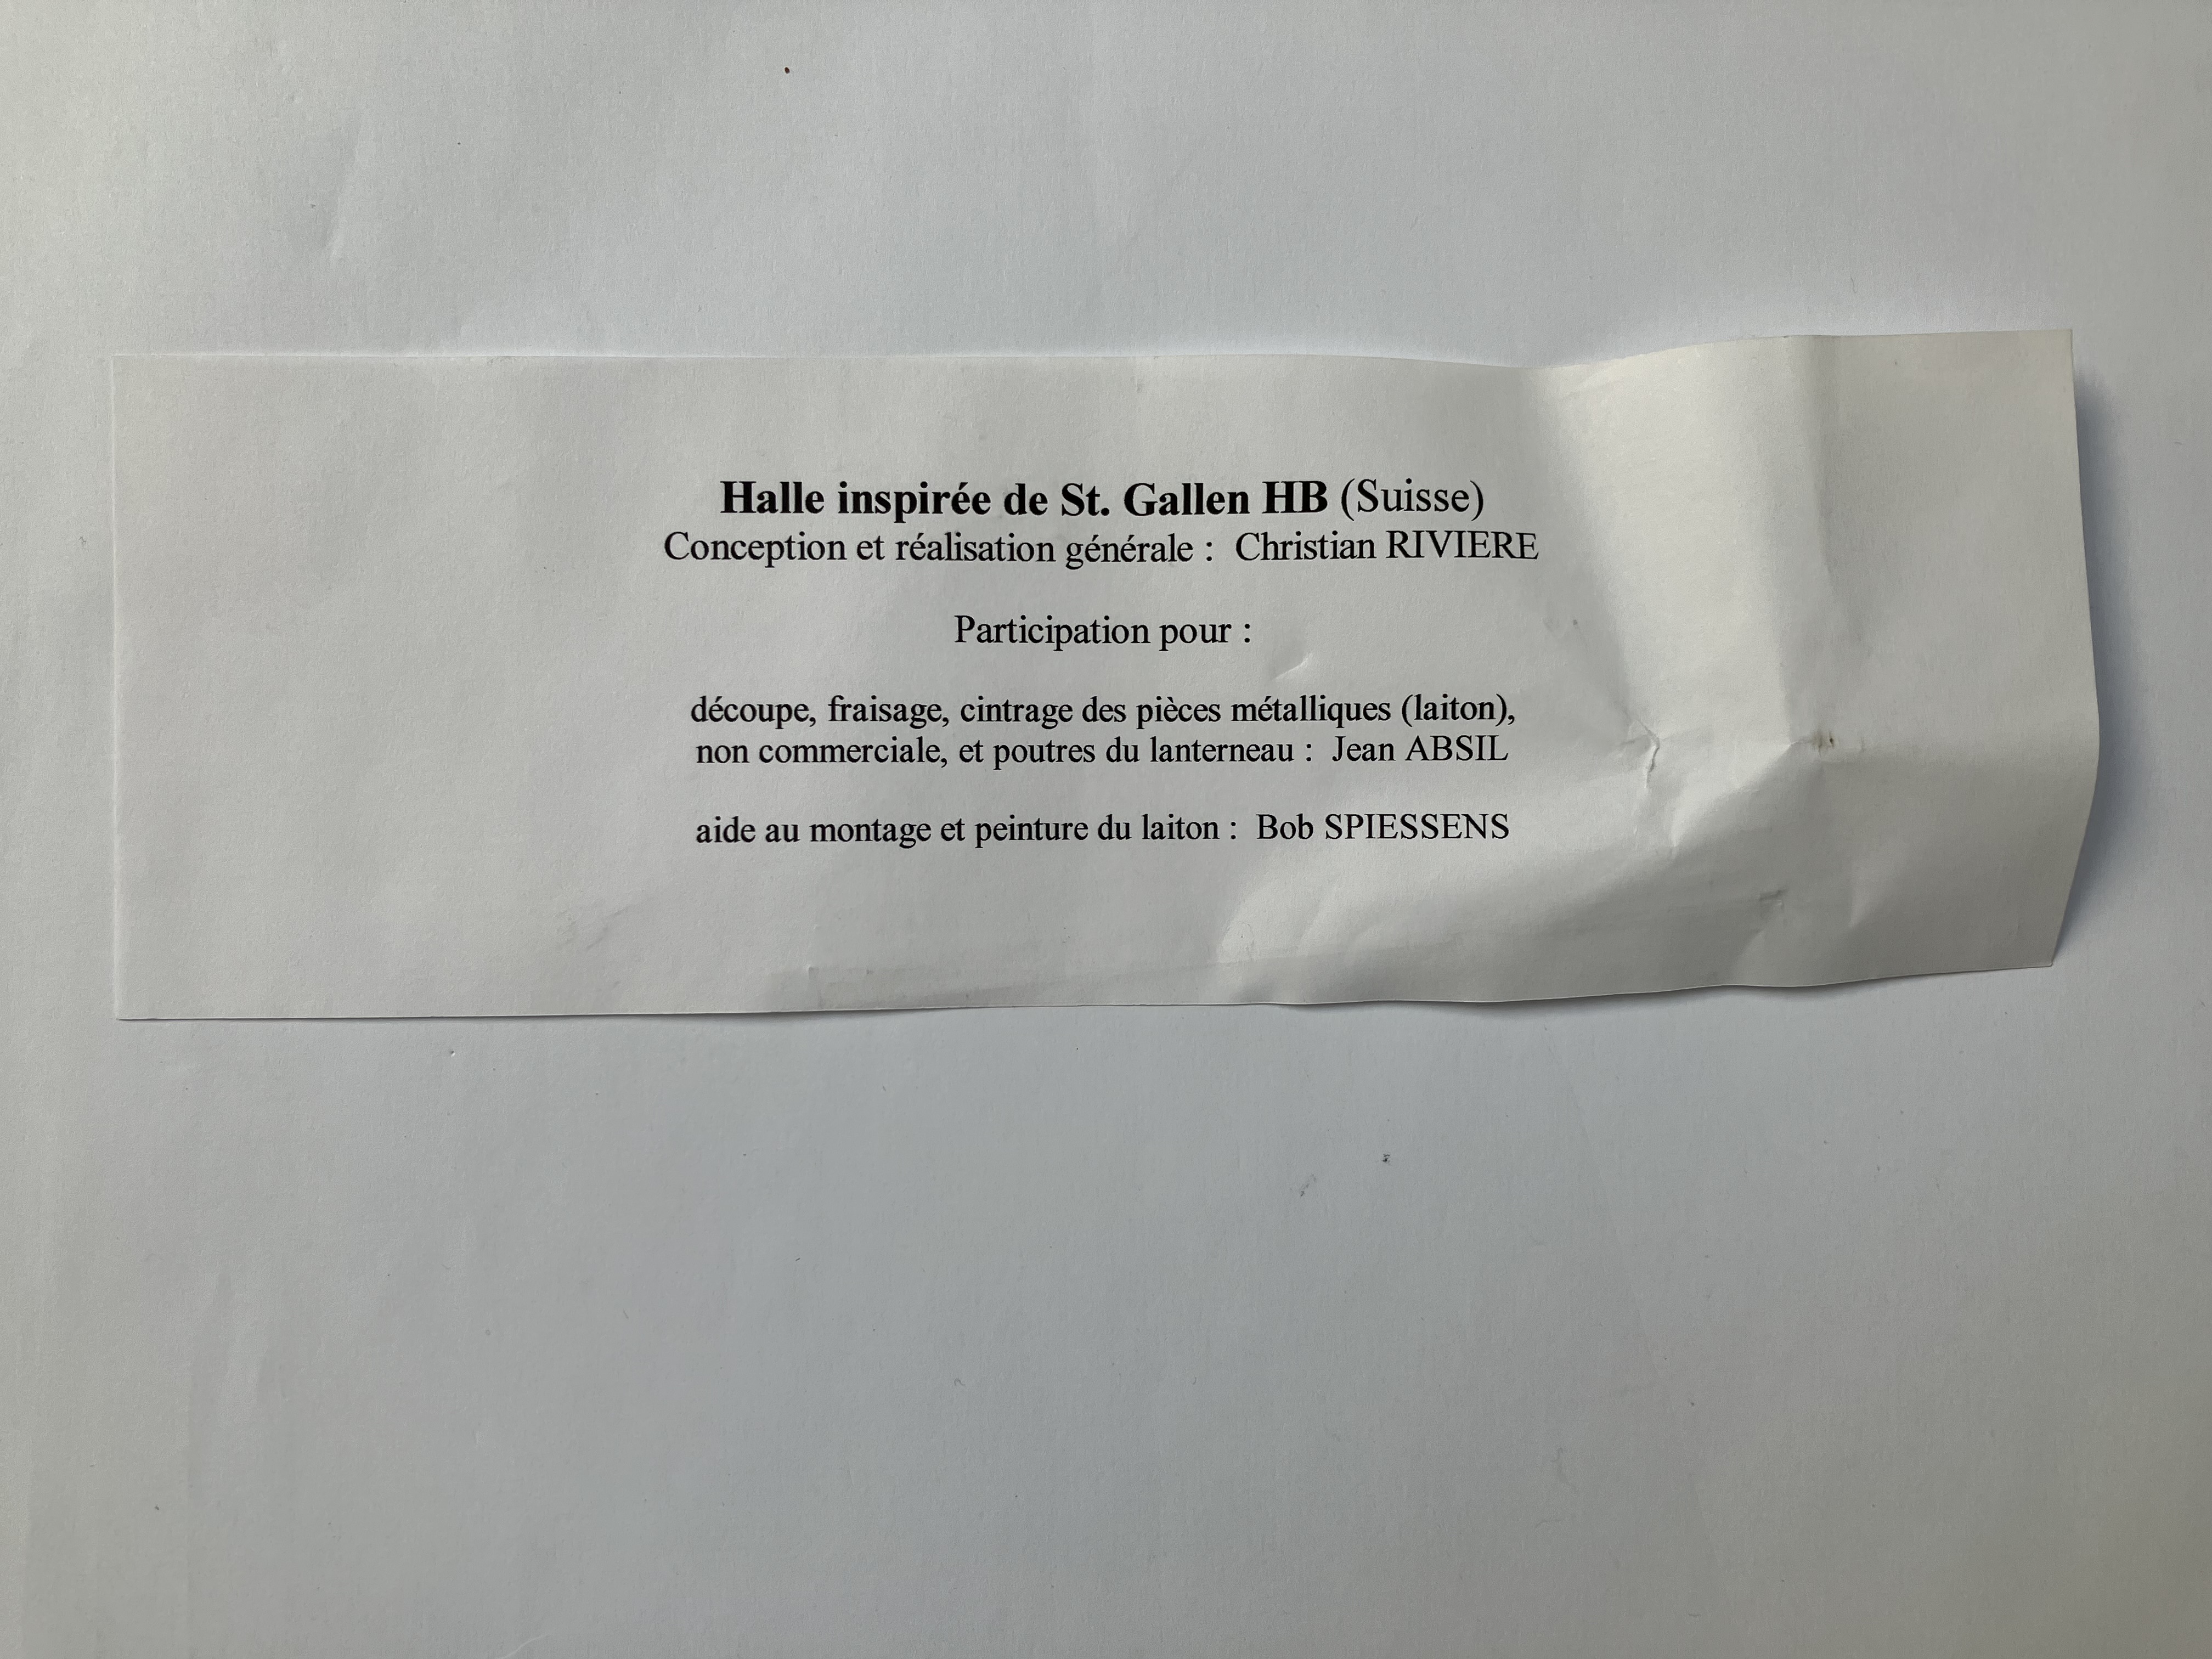 Halle inspirée de St. Gallen HB (Suisse)
Conception et réalisation générale : Christian RIVIERE
Participation pour :
découpe, fraisage, cintrage des pièces métalliques (laiton),
non commerciale, et poutres du lanterneau : Jean ABSIL
aide au montage et peinture du laiton : Bob SPIESSENS